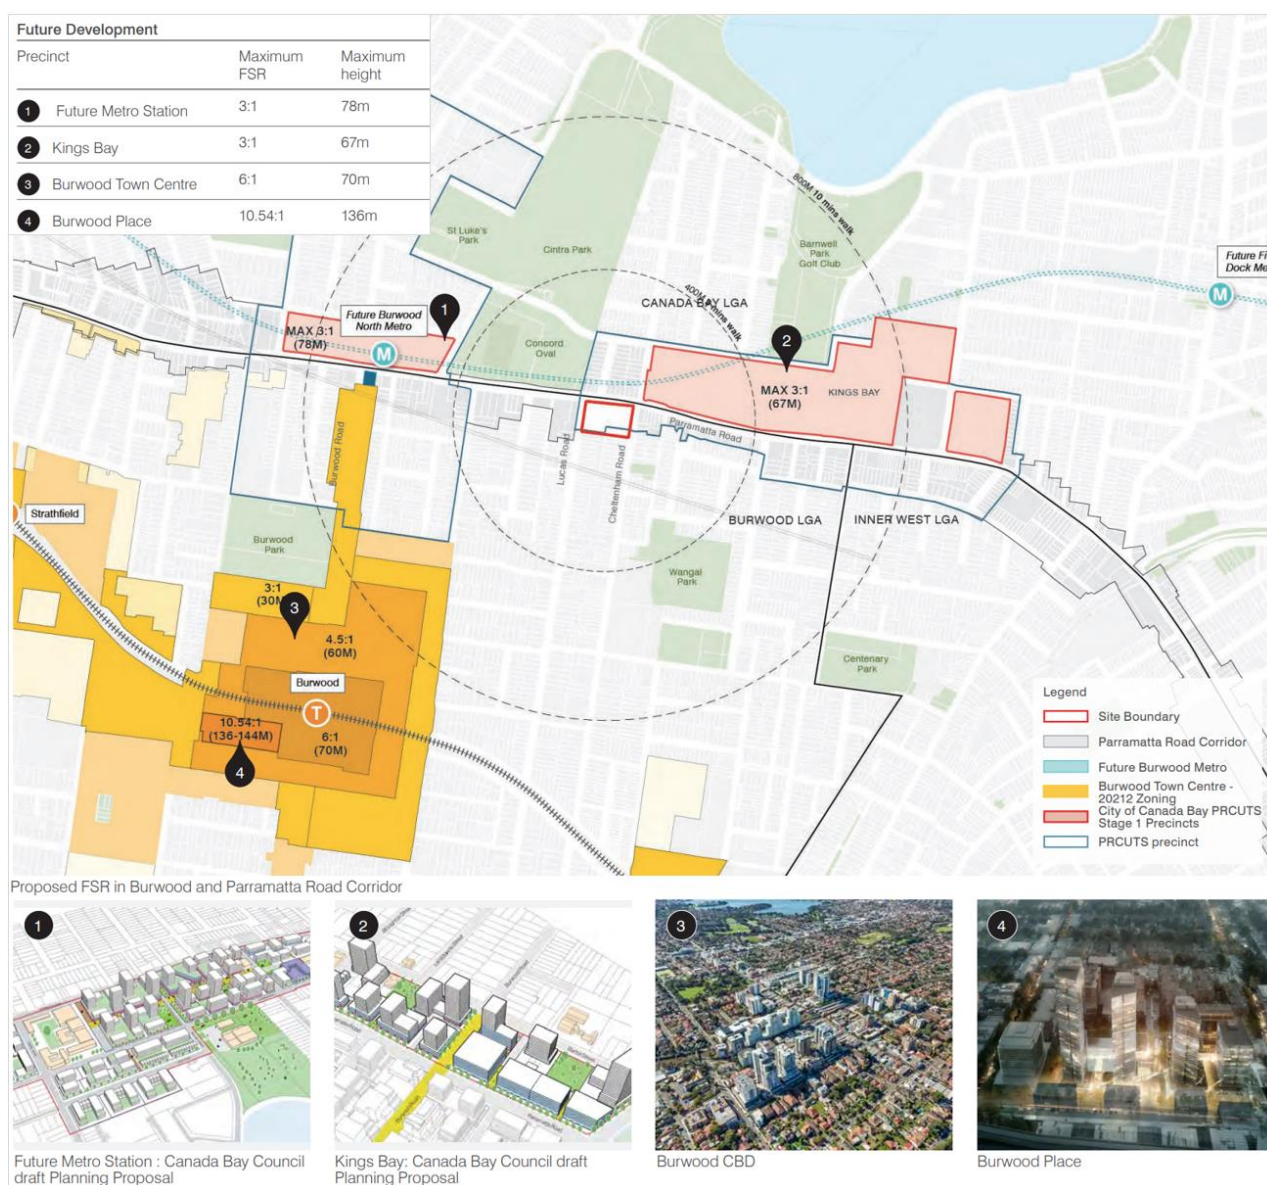 Future Development
Precinct Maximum FSR Maximum height
1 Future Metro Station 3:1 78m
2 Kings Bay 3:1 67m
3 Burwood Town Centre 6:1 70m
4 Burwood Place 10.54:1 136m
St Luke's Park
Cintra Park
800M 10 mins walk
Barnwell Park Golf Club
Future Fi
Dock Me
M
CANADA BAY LGA
400M
mins walk
1
Future Burwood North Metro
MAX 3:1 (78M)
M
Concord Oval
2
MAX 3:1 (67M)
KINGS BAY
Parramatta Road
Burwood Road
Lucas Road
Cheltenham Road
Strathfield
BURWOOD LGA
INNER WEST LGA
Burwood Park
Wangal Park
3:1
(30M
3
4.5:1 (60M)
Centenary Park
Burwood
T
10.54:1 (136-144M)
6:1 (70M)
4
Legend
Site Boundary
Parramatta Road Corridor
Future Burwood Metro
Burwood Town Centre -
20212 Zoning
City of Canada Bay PRCUTS
Stage 1 Precincts
PRCUTS precinct
Proposed FSR in Burwood and Parramatta Road Corridor
1
2
3
4
Future Metro Station : Canada Bay Council
draft Planning Proposal
Kings Bay: Canada Bay Council draft
Planning Proposal
Burwood CBD
Burwood Place